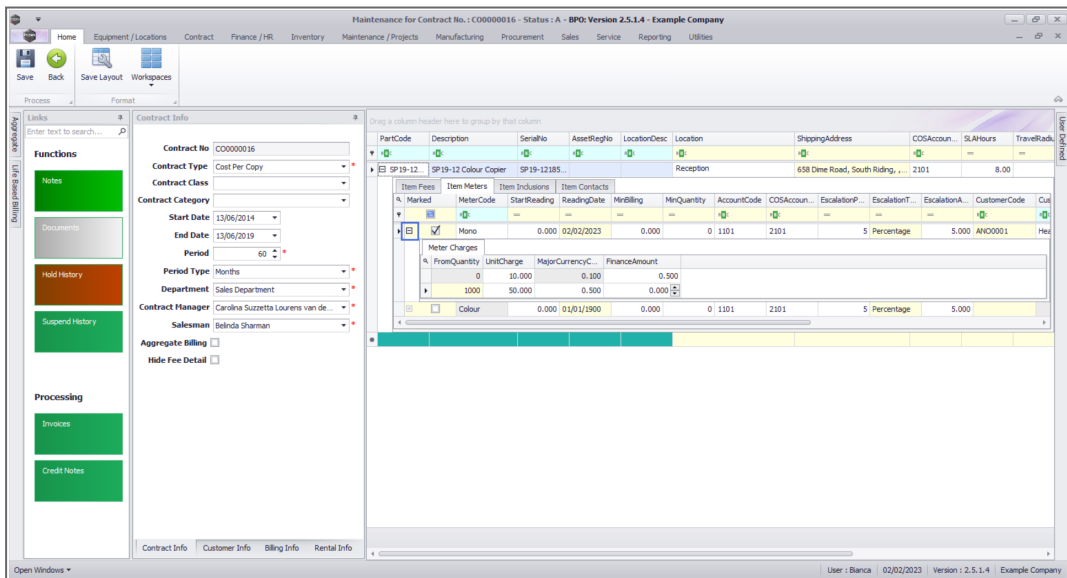 Maintenance for Contract No. : CO0000016 - Status : A - BPO: Version 2.5.1.4 - Example Company
Home Equipment / Locations Contract Finance / HR Inventory Maintenance / Projects Manufacturing Procurement Sales Service Reporting Utilities
Save Back Save Layout Workspaces
Process Format
Aggregate
Life Based Billing
Links
Enter text to search...
Functions
Notes
Documents
Hold History
Suspend History
Processing
Invoices
Credit Notes
Contract Info
Contract No CO0000016
Contract Type Cost Per Copy *
Contract Class
Contract Category
Start Date 13/06/2014
End Date 13/06/2019
Period 60 *
Period Type Months *
Department Sales Department *
Contract Manager Carolina Suzzetta Lourens van de... *
Salesman Belinda Sharman *
Aggregate Billing
Hide Fee Detail
Contract Info Customer Info Billing Info Rental Info
Drag a column header here to group by that column.
PartCode Description SerialNo AssetRegNo LocationDesc Location ShippingAddress COSAccoun... SLAHours TravelRadiu
SP19-12... SP19-12 Colour Copier SP19-12185... Reception 658 Dime Road, South Riding, ,... 2101 8.00
Item Fees Item Meters Item Inclusions Item Contacts
Marked MeterCode StartReading ReadingDate MinBilling MinQuantity AccountCode COSAccoun... EscalationP... EscalationT... EscalationA... CustomerCode Cus
Mono 0.000 02/02/2023 0.000 0 1101 2101 5 Percentage 5.000 ANO0001 Hea
Meter Charges
FromQuantity UnitCharge MajorCurrencyC... FinanceAmount
0 10.000 0.100 0.500
1000 50.000 0.500 0.000
Colour 0.000 01/01/1900 0.000 0 1101 2101 5 Percentage 5.000
User Defined
Open Windows User : Bianca 02/02/2023 Version : 2.5.1.4 Example Company